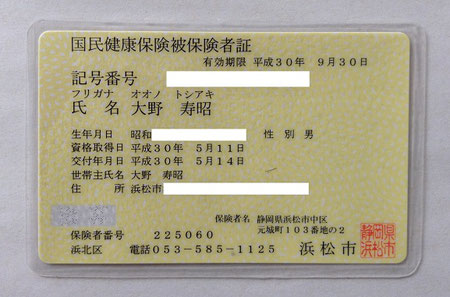 国民健康保険被保険者証
有効期限 平成30年 9月30日
記号番号
フリガナ オオノ トシアキ
氏 名 大野 寿昭
生年月日 昭和 性 別 男
資格取得日 平成30年 5月11日
交付年月日 平成30年 5月14日
世帯主氏名 大野 寿昭
住 所 浜松市
保険者名 静岡県浜松市中区
元城町103番地の2
保険者番号 225060
浜北区 電話053-585-1125 浜松市
静岡県
浜松市